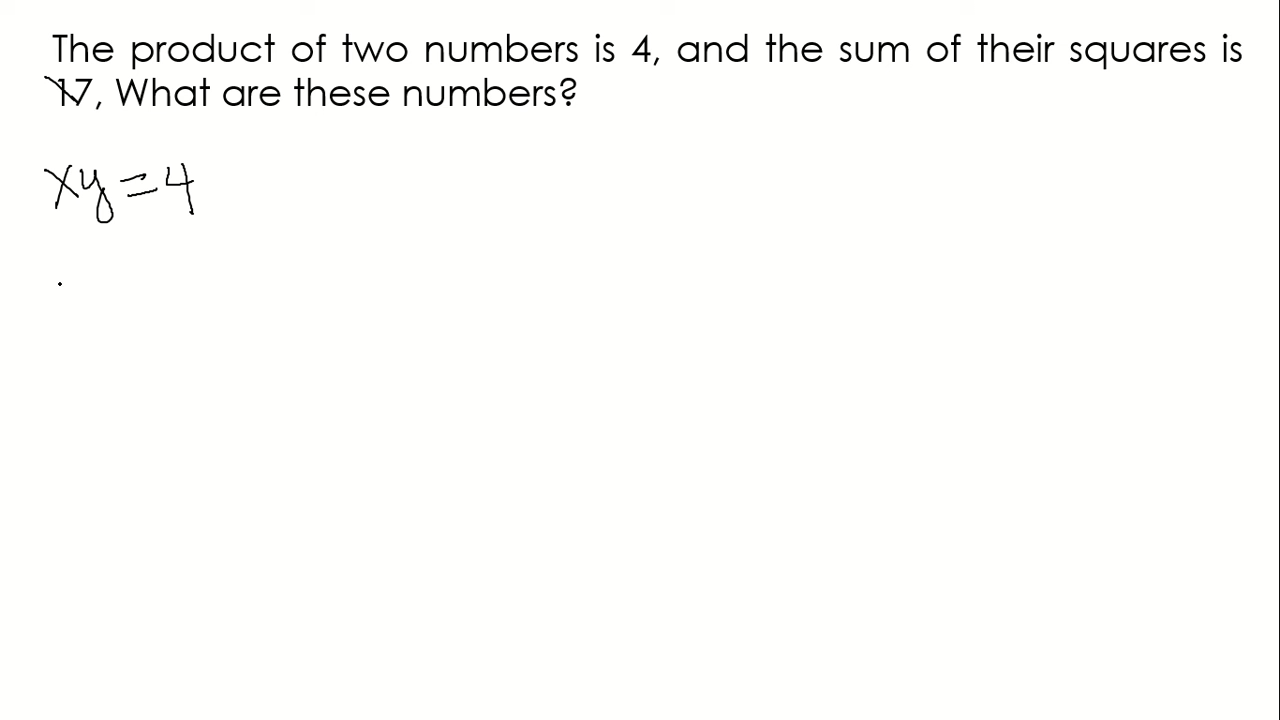 The product of two numbers is 4, and the sum of their squares is
17, What are these numbers?
xy=4